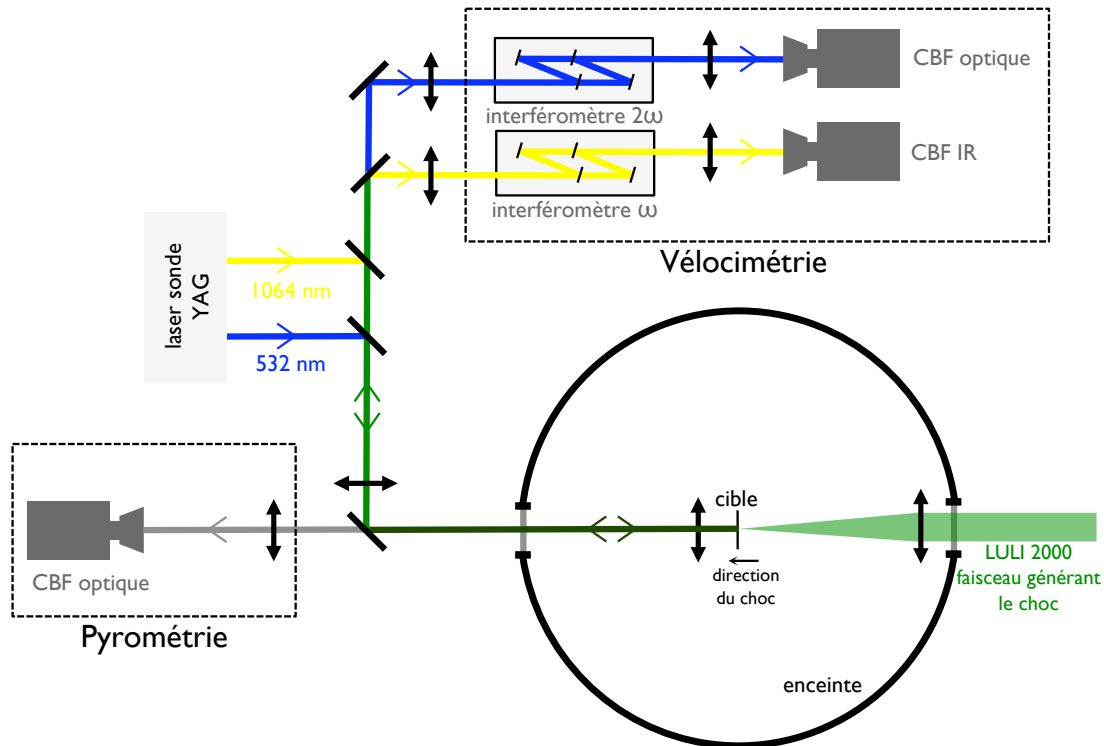 CBF optique
interféromètre 2ω
CBF IR
interféromètre ω
Vélocimétrie
laser sonde
YAG
1064 nm
532 nm
cible
direction
du choc
LULI 2000
faisceau générant
le choc
CBF optique
Pyrométrie
enceinte